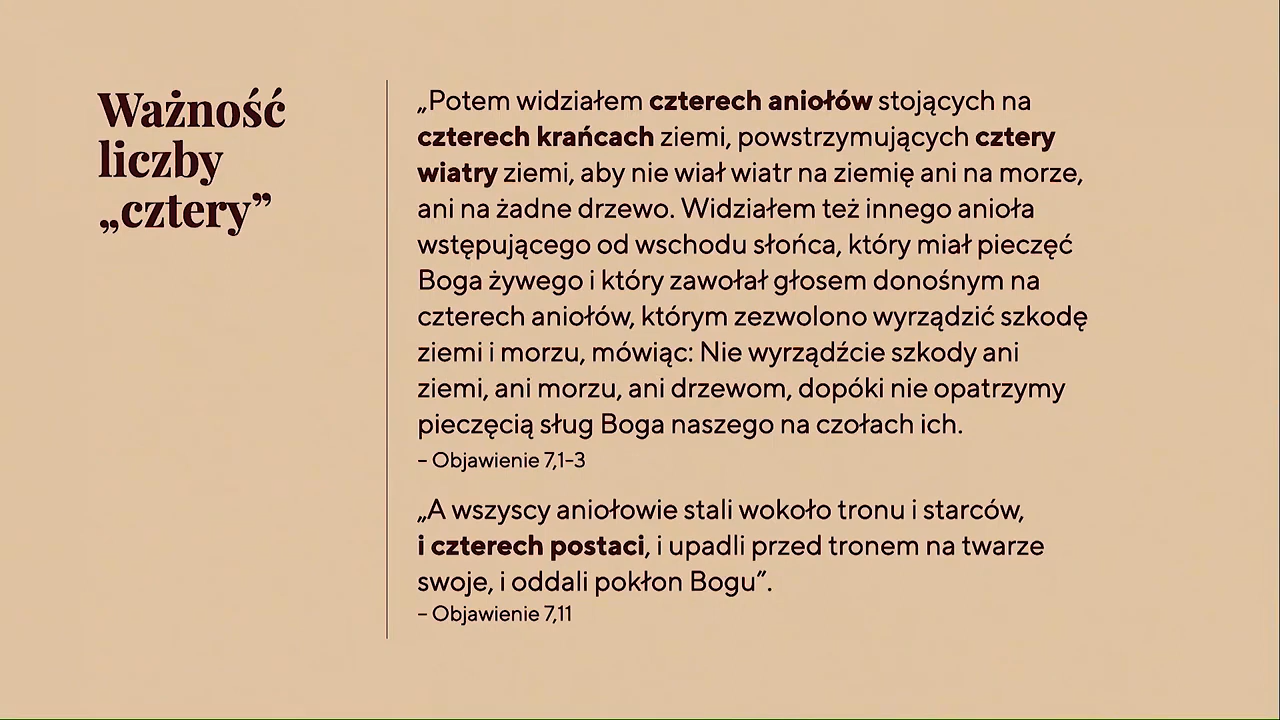 Ważność
liczby
„cztery”
„Potem widziałem czterech aniołów stojących na
czterech krańcach ziemi, powstrzymujących cztery
wiatry ziemi, aby nie wiał wiatr na ziemię ani na morze,
ani na żadne drzewo. Widziałem też innego anioła
wstępującego od wschodu słońca, który miał pieczęć
Boga żywego i który zawołał głosem donośnym na
czterech aniołów, którym zezwolono wyrządzić szkodę
ziemi i morzu, mówiąc: Nie wyrządźcie szkody ani
ziemi, ani morzu, ani drzewom, dopóki nie opatrzymy
pieczęcią sług Boga naszego na czołach ich.
– Objawienie 7,1-3
„A wszyscy aniołowie stali wokoło tronu i starców,
i czterech postaci, i upadli przed tronem na twarze
swoje, i oddali pokłon Bogu”.
– Objawienie 7,11